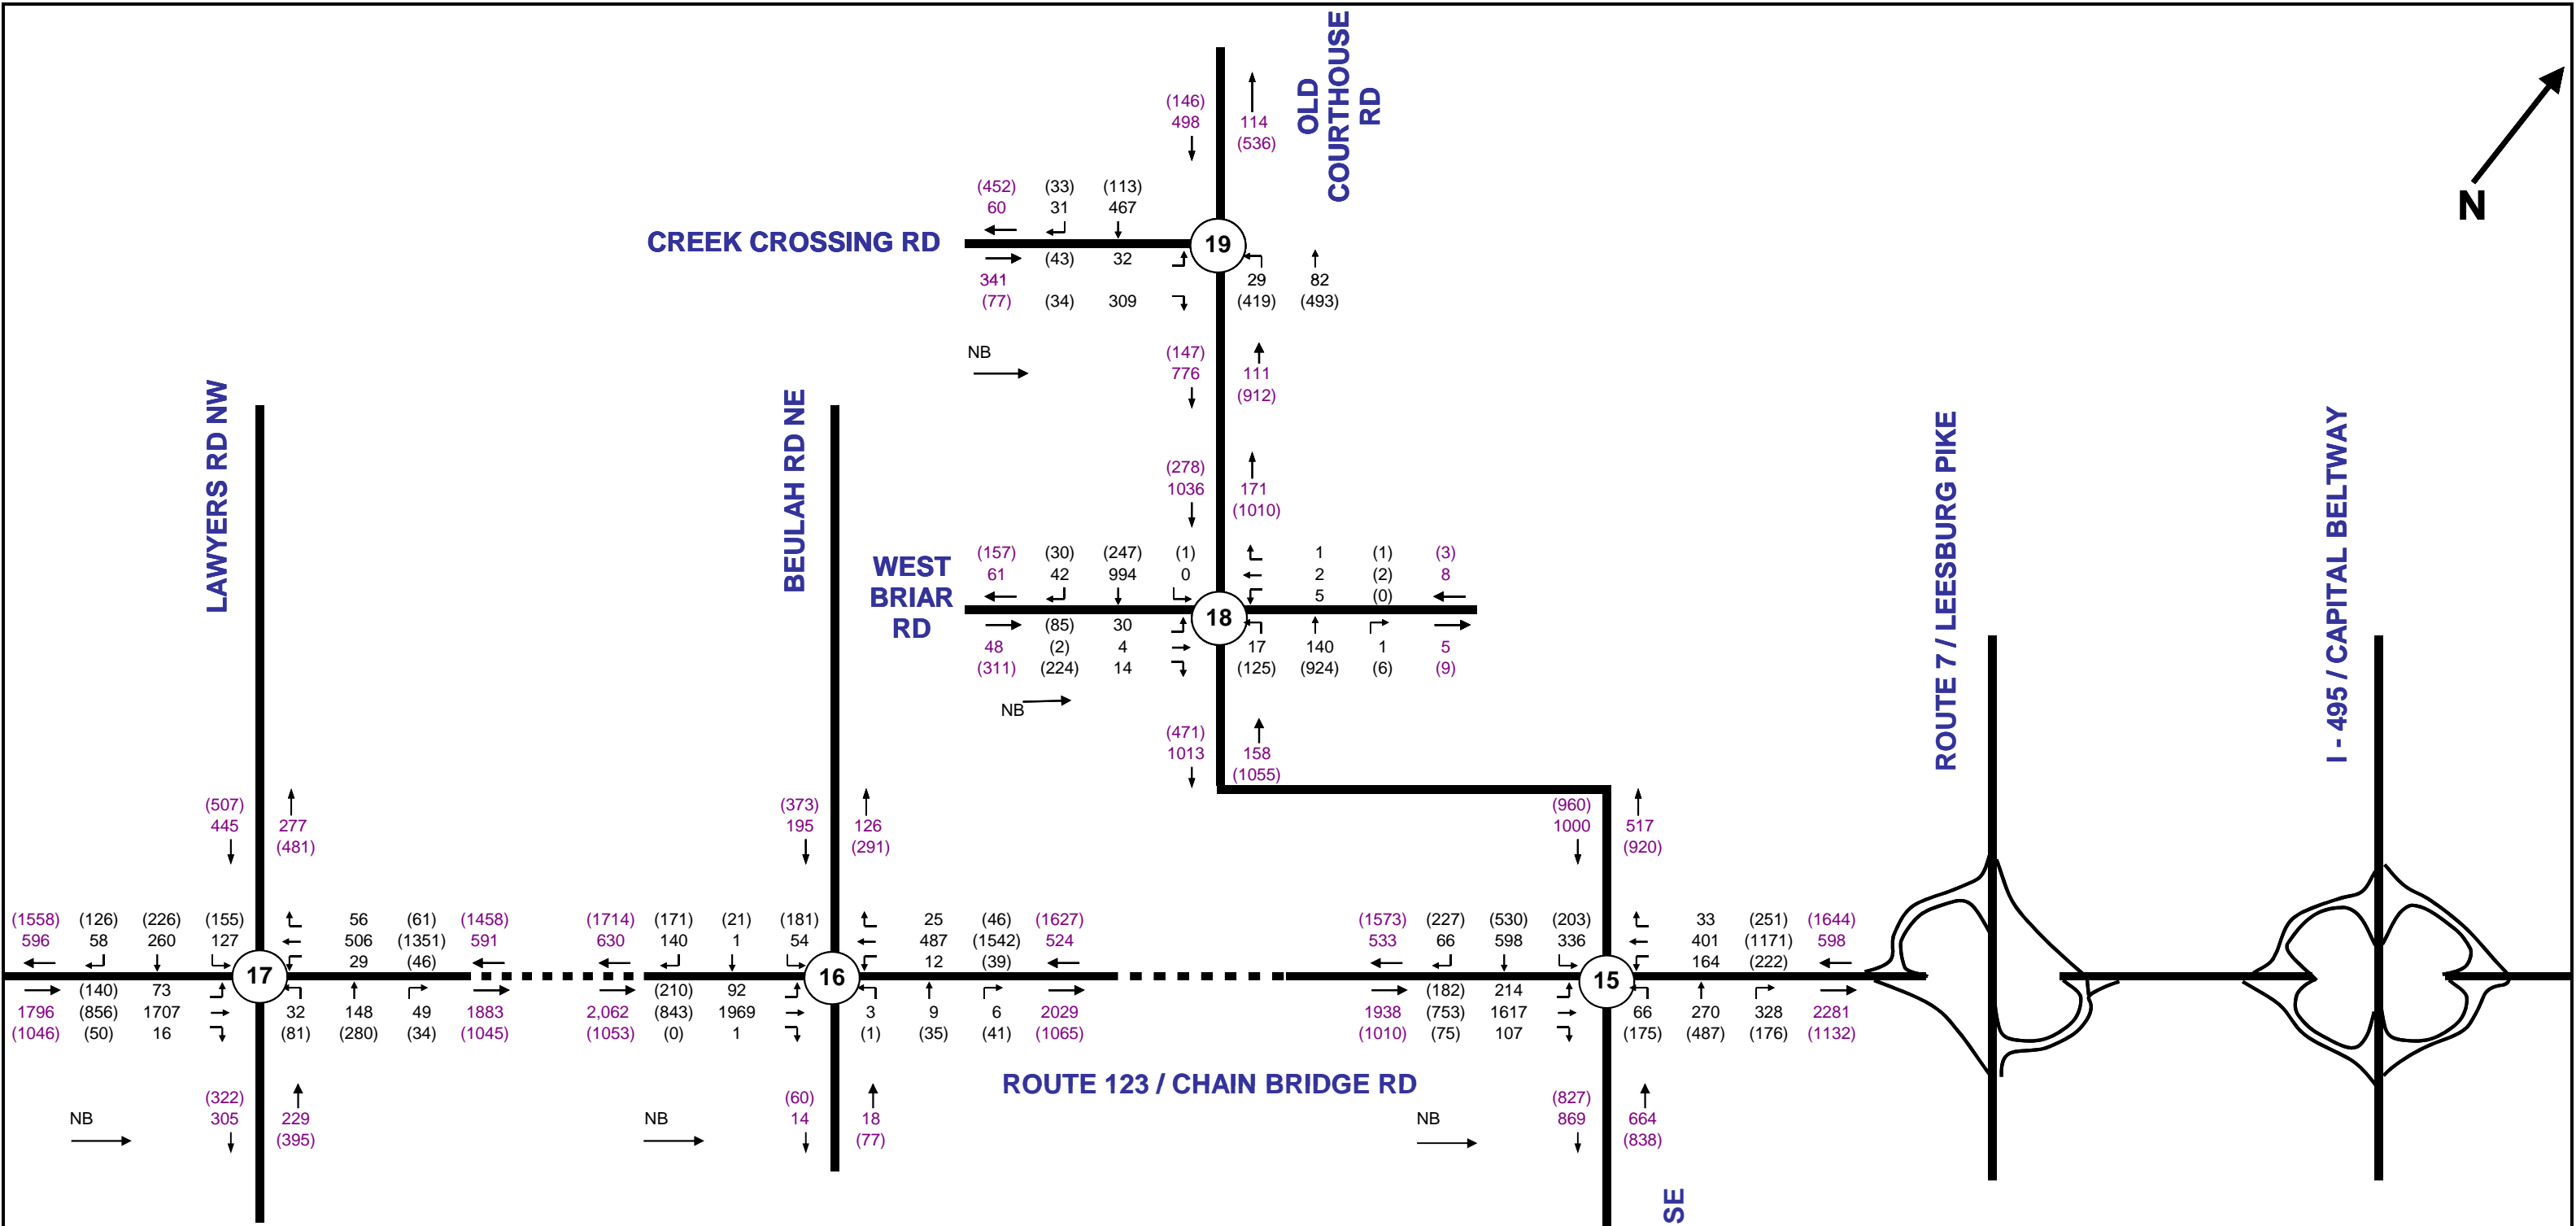 OLD
COURTHOUSE
RD
N
(146)
498
114
(536)
(452) (33) (113)
60 31 467
CREEK CROSSING RD
19
(43) 32
341
(77) (34) 309
29 82
(419) (493)
NB
(147)
776
111
(912)
(278)
1036
171
(1010)
WEST
BRIAR
RD
(157) (30) (247) (1)
61 42 994 0
1 (1) (3)
2 (2) 8
5 (0)
18
(85) 30
48 (2) 4
(311) (224) 14
17 140 1 5
(125) (924) (6) (9)
NB
(471)
1013
158
(1055)
LAWYERS RD NW
BEULAH RD NE
ROUTE 7 / LEESBURG PIKE
I - 495 / CAPITAL BELTWAY
(507)
445
277
(481)
(1558) (126) (226) (155)
596 58 260 127
56 (61) (1458)
506 (1351) 591
29 (46)
17
(140) 73
1796 (856) 1707
(1046) (50) 16
32 148 49 1883
(81) (280) (34) (1045)
NB
(322)
305
229
(395)
(373)
195
126
(291)
(1714) (171) (21) (181)
630 140 1 54
25 (46) (1627)
487 (1542) 524
12 (39)
16
(210) 92
2,062 (843) 1969
(1053) (0) 1
3 9 6 2029
(1) (35) (41) (1065)
NB
(60)
14
18
(77)
ROUTE 123 / CHAIN BRIDGE RD
(960)
1000
517
(920)
(1573) (227) (530) (203)
533 66 598 336
33 (251) (1644)
401 (1171) 598
164 (222)
15
(182) 214
1938 (753) 1617
(1010) (75) 107
66 270 328 2281
(175) (487) (176) (1132)
NB
(827)
869
664
(838)
SE